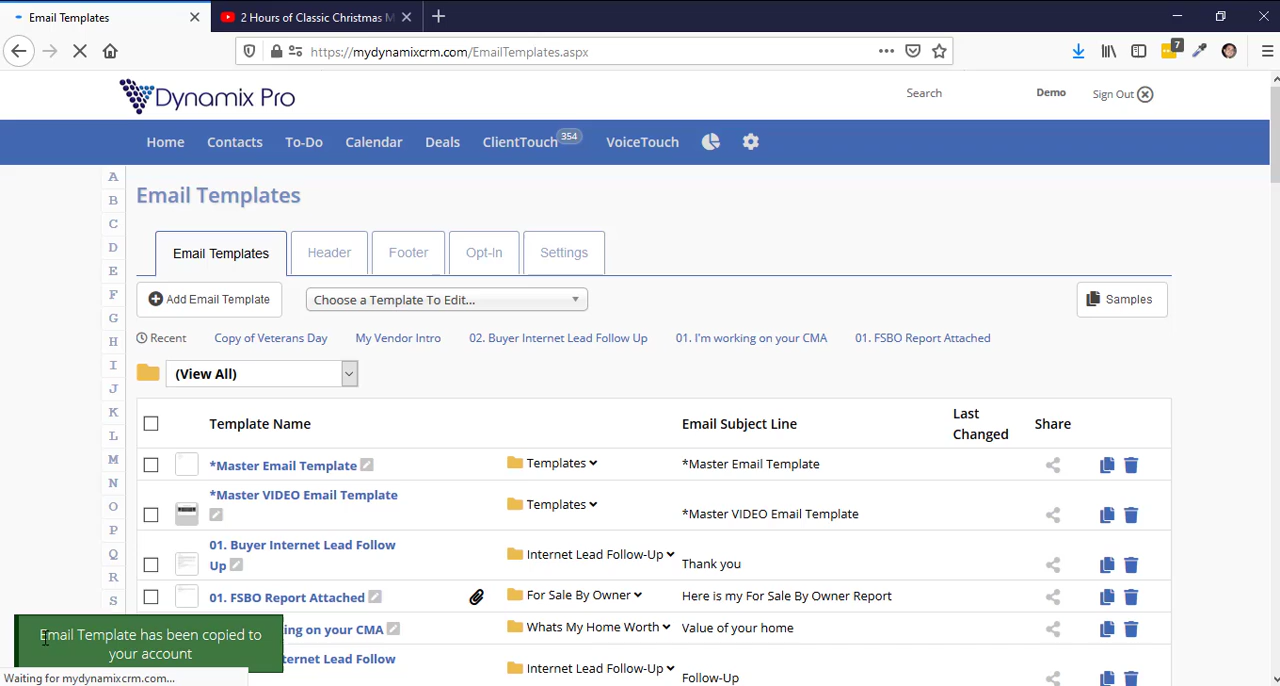 Email Templates
2 Hours of Classic Christmas M
https://mydynamixcrm.com/EmailTemplates.aspx
7
Dynamix Pro
Search
Demo
Sign Out
Home
Contacts
To-Do
Calendar
Deals
ClientTouch
354
VoiceTouch
A
B
C
D
E
F
G
H
I
J
K
L
M
N
O
P
Q
R
S
Email Templates
Email Templates
Header
Footer
Opt-In
Settings
Add Email Template
Choose a Template To Edit...
Samples
Recent
Copy of Veterans Day
My Vendor Intro
02. Buyer Internet Lead Follow Up
01. I'm working on your CMA
01. FSBO Report Attached
(View All)
Template Name
Email Subject Line
Last
Changed
Share
*Master Email Template
Templates
*Master Email Template
*Master VIDEO Email Template
Templates
*Master VIDEO Email Template
01. Buyer Internet Lead Follow
Up
Internet Lead Follow-Up
Thank you
01. FSBO Report Attached
For Sale By Owner
Here is my For Sale By Owner Report
ing on your CMA
Whats My Home Worth
Value of your home
ternet Lead Follow
Internet Lead Follow-Up
Follow-Up
Email Template has been copied to
your account
Waiting for mydynamixcrm.com...